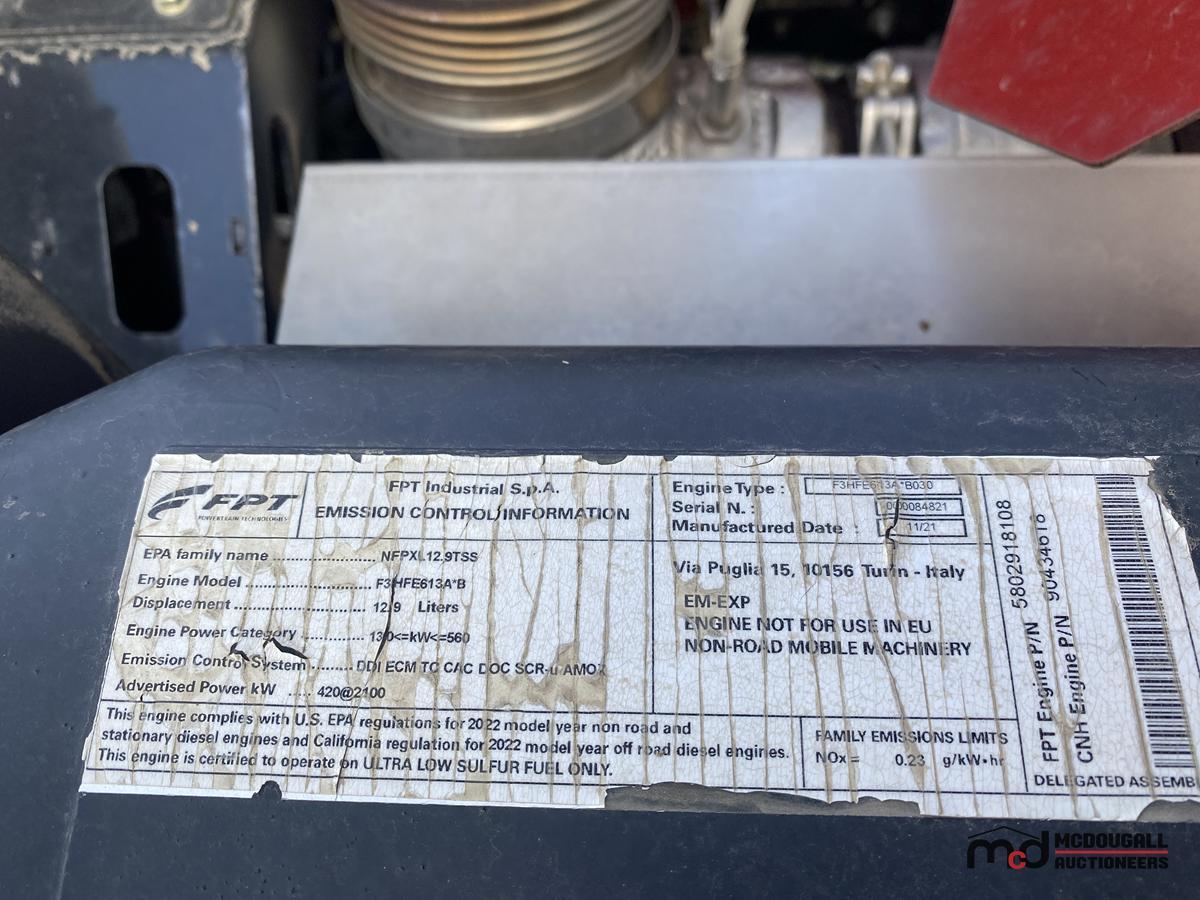 FPT
POWERTRAIN TECHNOLOGIES
FPT Industrial S.p.A.
EMISSION CONTROL INFORMATION
EPA family name ........................ NFPXL12.9TSS
Engine Model ............................. F3HFE613A*B
Displacement .............................. 12.9 Liters
Engine Power Category .............. 130<=kW<=560
Emission Control System ......... DDI ECM TC CAC DOC SCR-u AMOX
Advertised Power kW ..... 420@2100
This engine complies with U.S. EPA regulations for 2022 model year non road and
stationary diesel engines and California regulation for 2022 model year off road diesel engines.
This engine is certified to operate on ULTRA LOW SULFUR FUEL ONLY.
Engine Type : F3HFE613A*B030
Serial N. : 000084821
Manufactured Date : 11/21
Via Puglia 15, 10156 Turin - Italy
EM-EXP
ENGINE NOT FOR USE IN EU
NON-ROAD MOBILE MACHINERY
FAMILY EMISSIONS LIMITS
NOx = 0.23 g/kW•hr
FPT Engine P/N 5802918108
CNH Engine P/N 90434618
DELEGATED ASSEMB
mcd MCDOUGALL
AUCTIONEERS